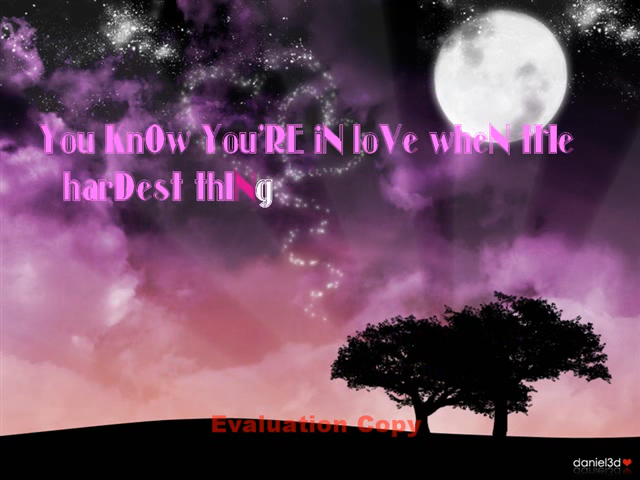 You KnOw You'RE iN loVe wheN tHe
harDest thINg
Evaluation Copy
daniel3d